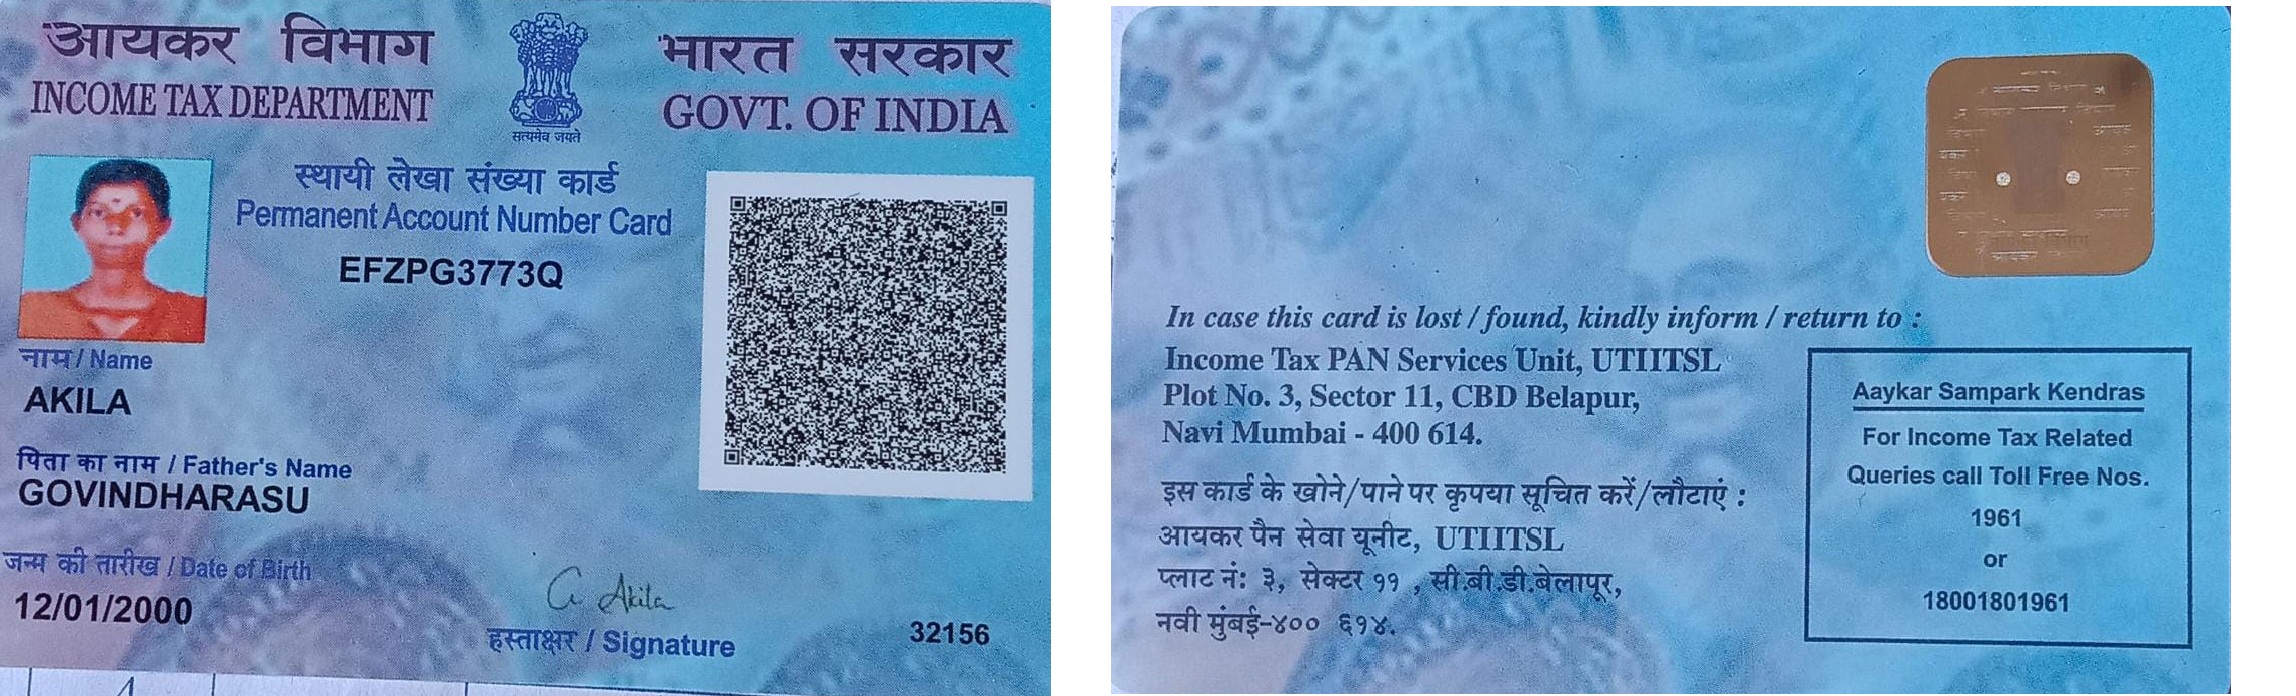 आयकर विभाग
INCOME TAX DEPARTMENT
सत्यमेव जयते
भारत सरकार
GOVT. OF INDIA
स्थायी लेखा संख्या कार्ड
Permanent Account Number Card
EFZPG3773Q
नाम / Name
AKILA
पिता का नाम / Father's Name
GOVINDHARASU
जन्म की तारीख / Date of Birth
12/01/2000
G Akila
हस्ताक्षर / Signature
32156
In case this card is lost / found, kindly inform / return to :
Income Tax PAN Services Unit, UTIITSL
Plot No. 3, Sector 11, CBD Belapur,
Navi Mumbai - 400 614.
इस कार्ड के खोने/पाने पर कृपया सूचित करें/लौटाएं :
आयकर पैन सेवा यूनीट, UTIITSL
प्लाट नं: ३, सेक्टर ११ , सी.बी.डी.बेलापूर,
नवी मुंबई-४०० ६१४.
Aaykar Sampark Kendras
For Income Tax Related
Queries call Toll Free Nos.
1961
or
18001801961